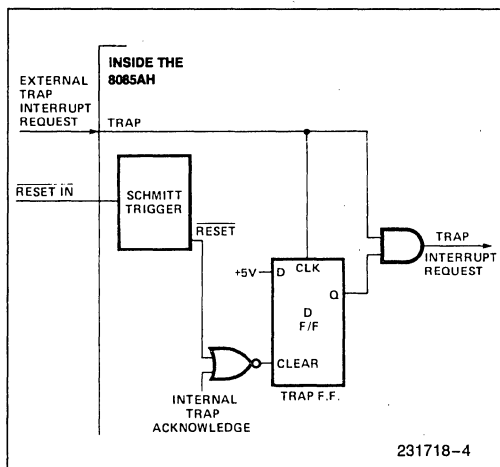 INSIDE THE
8085AH
EXTERNAL
TRAP
INTERRUPT
REQUEST
TRAP
RESET IN
SCHMITT
TRIGGER
RESET
+5V
D
CLK
Q
D
F/F
CLEAR
TRAP F.F.
INTERNAL
TRAP
ACKNOWLEDGE
TRAP
INTERRUPT
REQUEST
231718-4